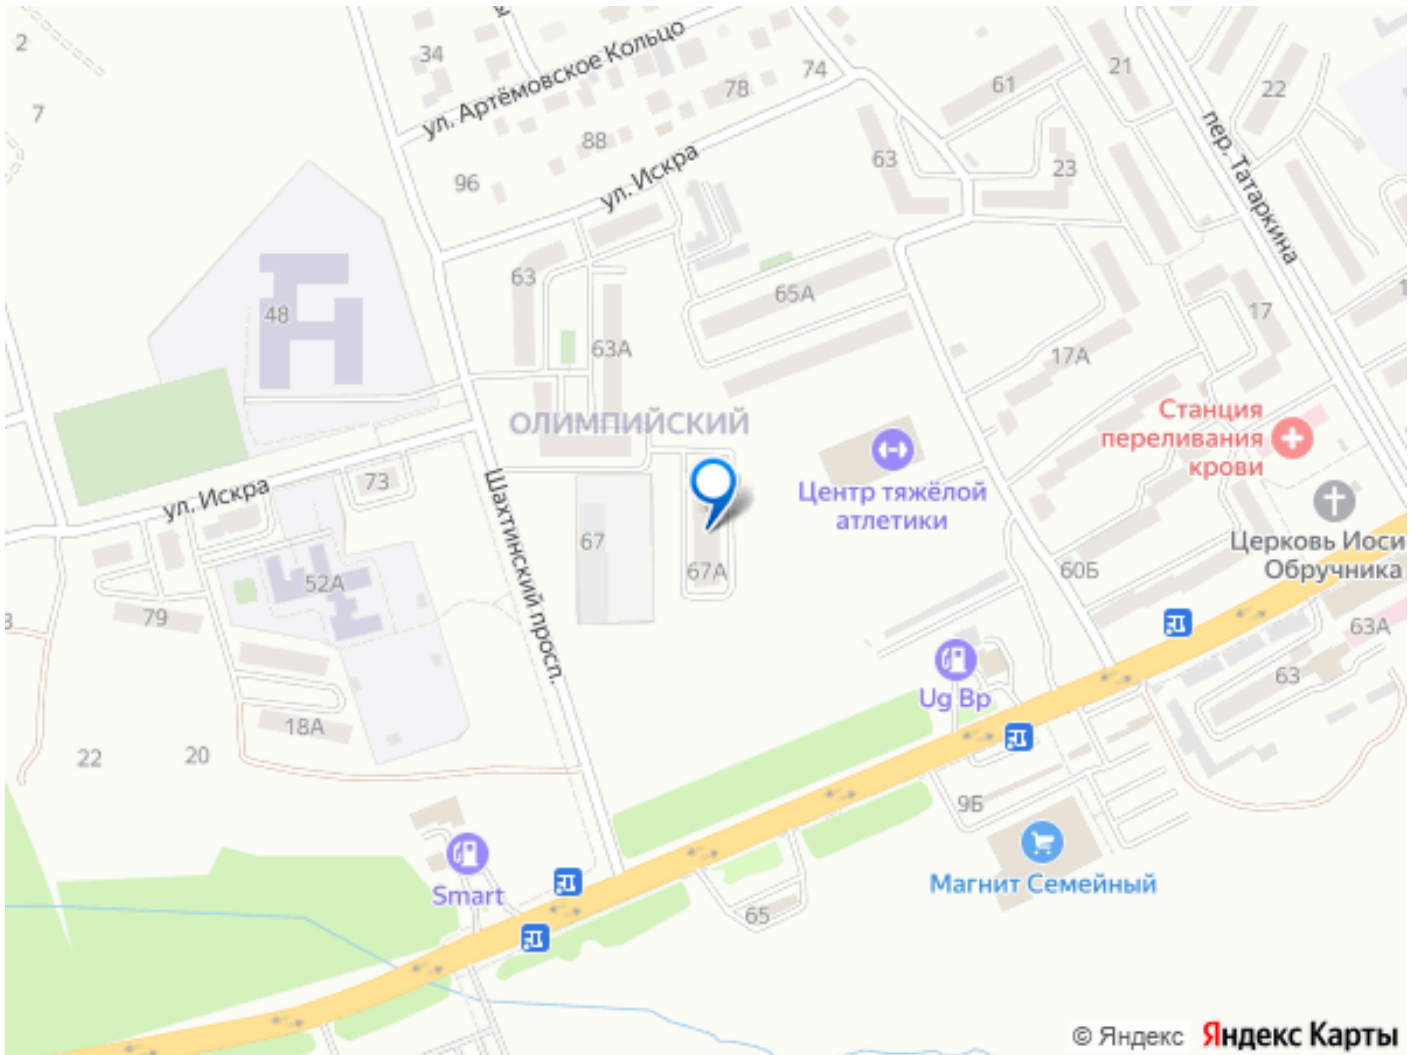 2
7
34
ул. Артёмовское Кольцо
78
74
61
21
22
88
96
ул. Искра
63
23
пер. Татаркина
48
63
65А
17
63А
17А
ОЛИМПИЙСКИЙ
Станция
переливания
крови
73
ул. Искра
Шахтинский просп.
Центр тяжёлой
атлетики
67
67А
52А
60Б
Церковь Иоси
Обручника
79
63А
63
Ug Bp
18А
22
20
9Б
Smart
Магнит Семейный
65
© Яндекс Яндекс Карты